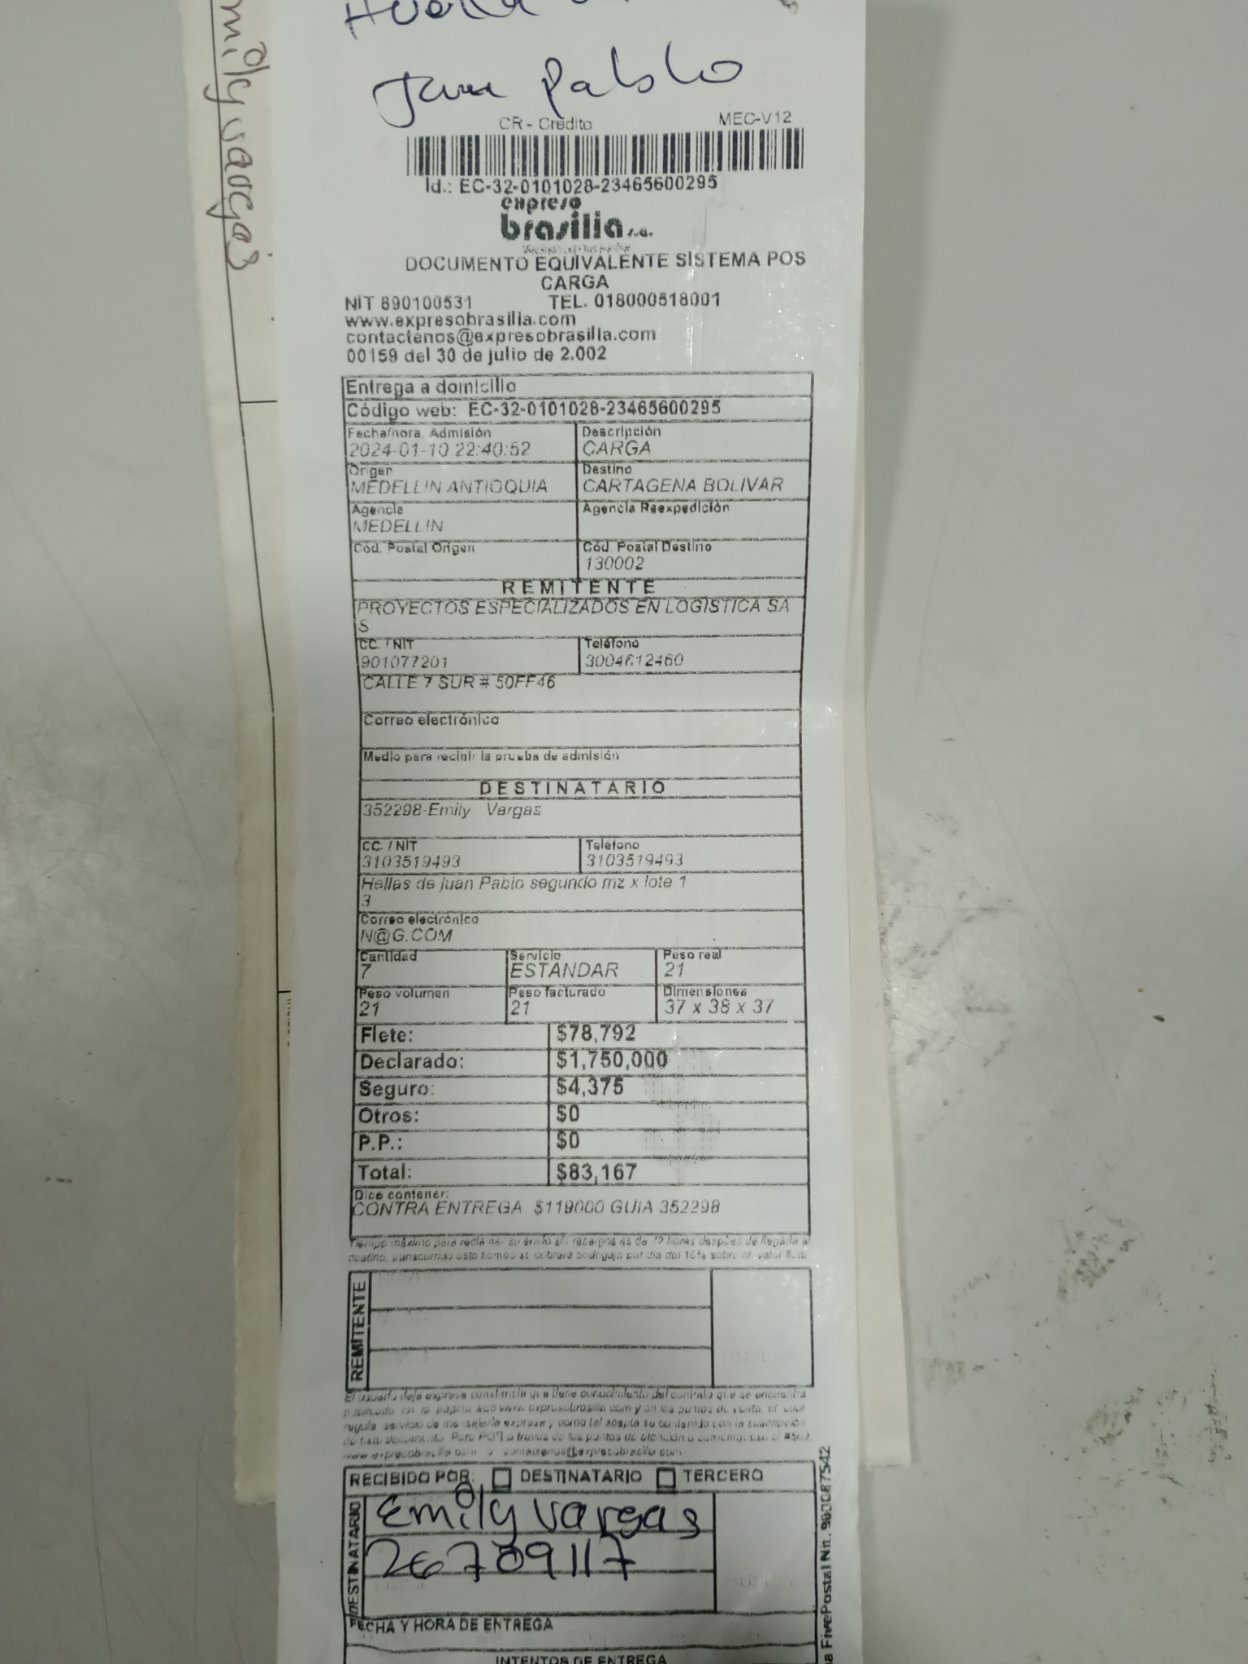 Emily vargas
Juan Pablo
CR - Crédito MEC-V12
Id.: EC-32-0101028-23465600295
expreso
brasilia s.a.
DOCUMENTO EQUIVALENTE SISTEMA POS
CARGA
NIT 890100531 TEL. 018000518001
www.expresobrasilia.com
contactenos@expresobrasilia.com
00159 del 30 de julio de 2.002
Entrega a domicilio
Código web: EC-32-0101028-23465600295
Fecha/hora Admisión Descripción
2024-01-10 22:40:52 CARGA
Origen Destino
MEDELLIN ANTIOQUIA CARTAGENA BOLIVAR
Agencia Agencia Reexpedición
MEDELLIN
Cód. Postal Origen Cód. Postal Destino
130002
REMITENTE
PROYECTOS ESPECIALIZADOS EN LOGISTICA SA
S
CC. / NIT Teléfono
901077201 3004612460
CALLE 7 SUR # 50FF46
Correo electrónico
Medio para recibir la prueba de admisión
DESTINATARIO
352298-Emily Vargas
CC. / NIT Teléfono
3103519493 3103519493
Hellas de juan Pablo segundo mz x lote 1
3
Correo electrónico
N@G.COM
Cantidad Servicio Peso real
7 ESTANDAR 21
Peso volumen Peso facturado Dimensiones
21 21 37 x 38 x 37
Flete: $78,792
Declarado: $1,750,000
Seguro: $4,375
Otros: $0
P.P.: $0
Total: $83,167
Dice contener:
CONTRA ENTREGA $119000 GUIA 352298
REMITENTE
RECIBIDO POR: DESTINATARIO TERCERO
DESTINATARIO
Emily vargas
26709117
FECHA Y HORA DE ENTREGA
INTENTOS DE ENTREGA
FivePostal Nit. 900087542